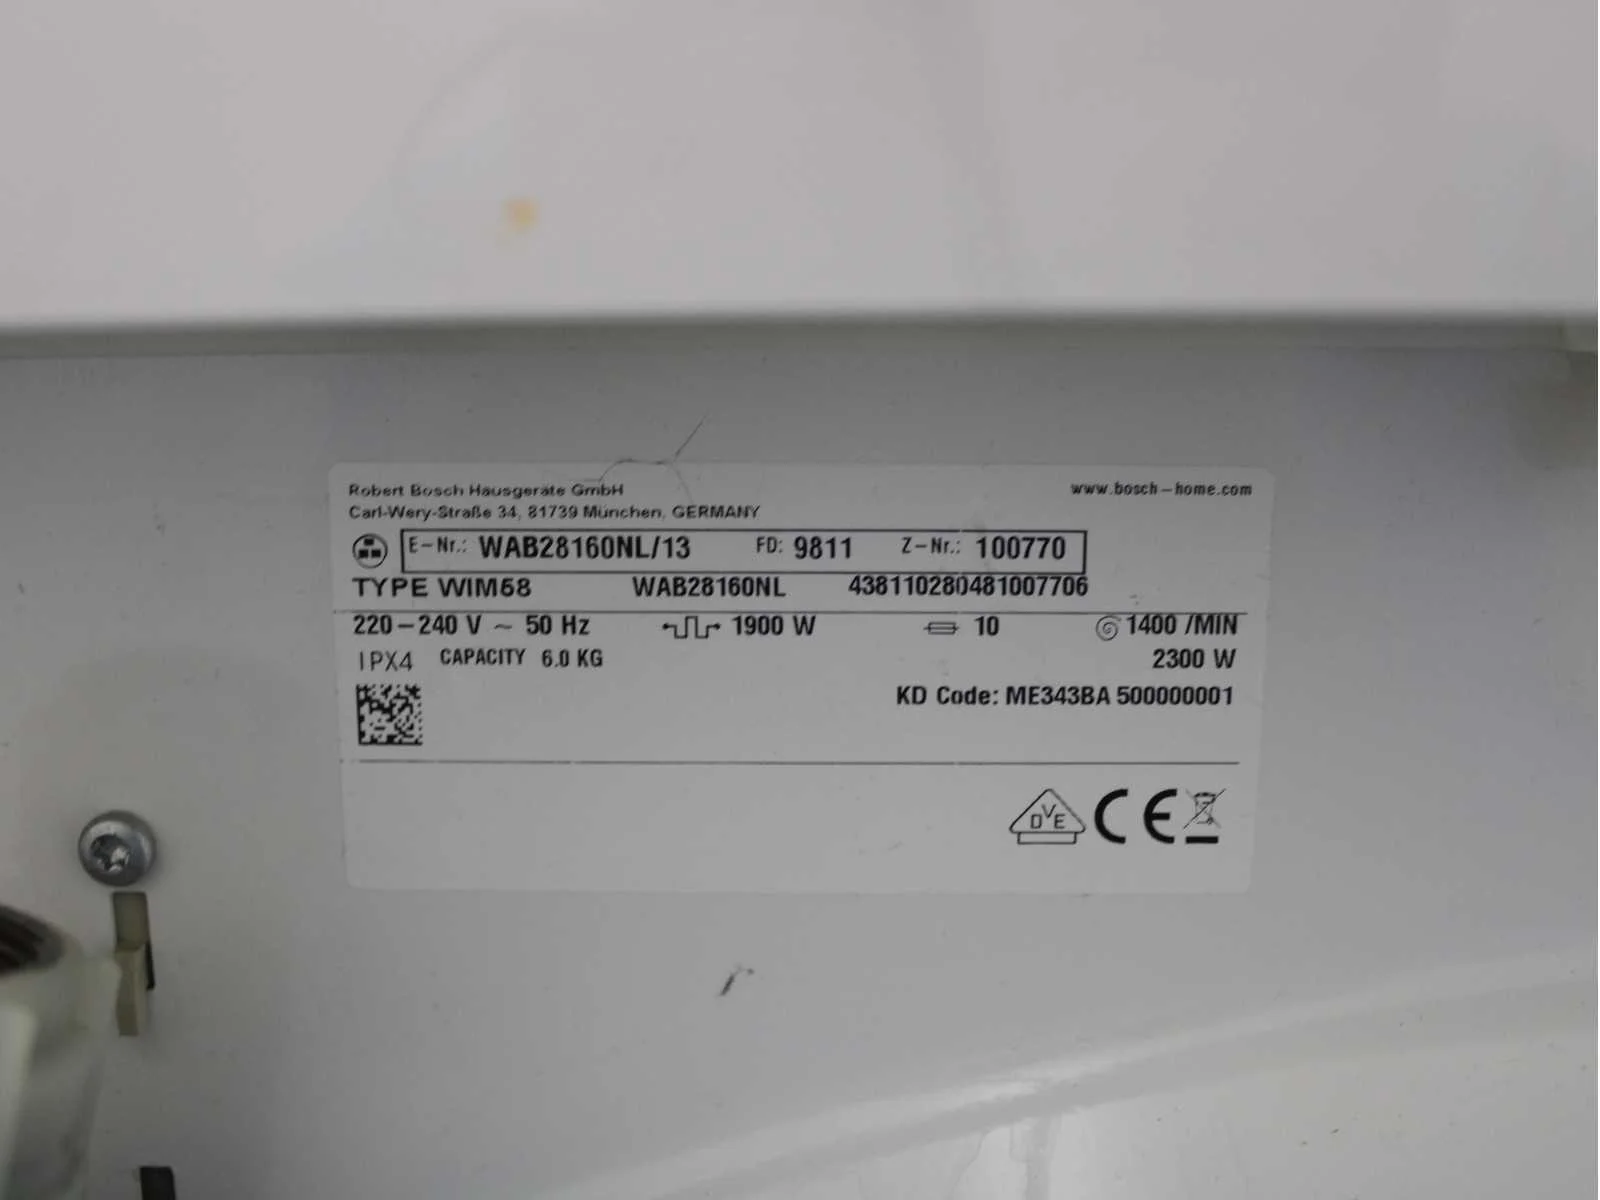 Robert Bosch Hausgeräte GmbH www.bosch-home.com
Carl-Wery-Straße 34, 81739 München, GERMANY
E-Nr.: WAB28160NL/13 FD: 9811 Z-Nr.: 100770
TYPE WIM58 WAB28160NL 438110280481007706
220-240 V ~ 50 Hz 1900 W 10 1400 /MIN
IPX4 CAPACITY 6.0 KG 2300 W
KD Code: ME343BA 500000001
DVE CE